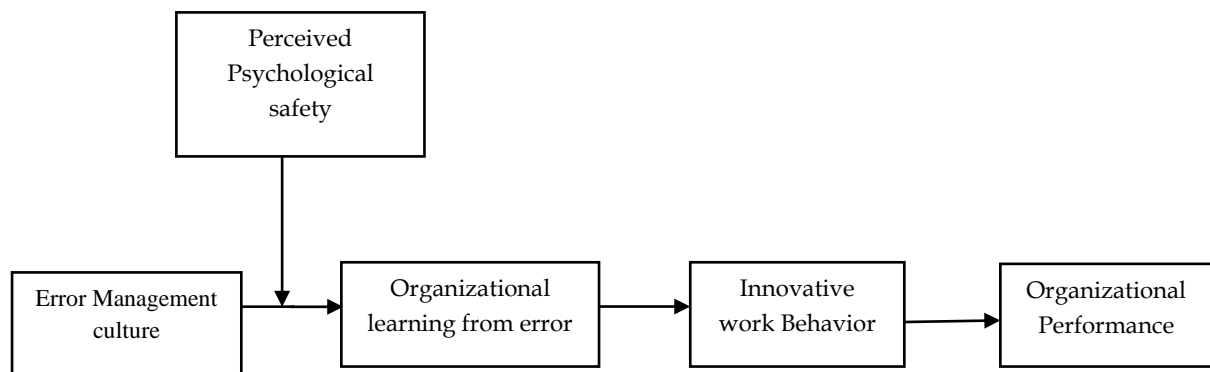 Perceived
Psychological
safety
Error Management
culture
Organizational
learning from error
Innovative
work Behavior
Organizational
Performance